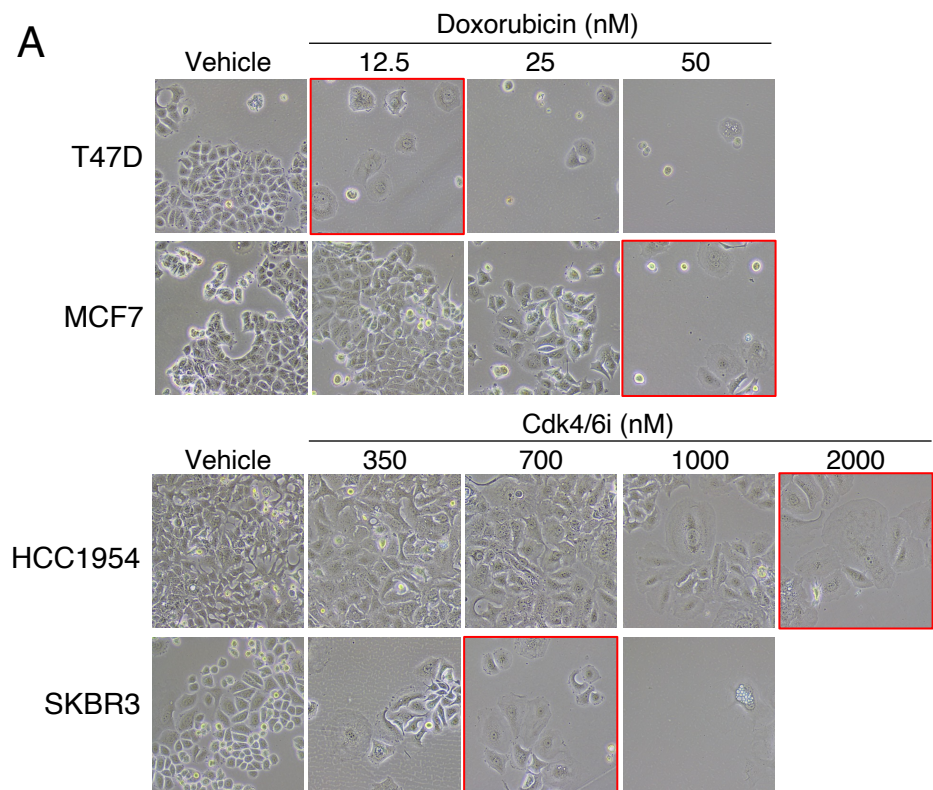 A
Doxorubicin (nM)
Vehicle 12.5 25 50
T47D
MCF7
Cdk4/6i (nM)
Vehicle 350 700 1000 2000
HCC1954
SKBR3